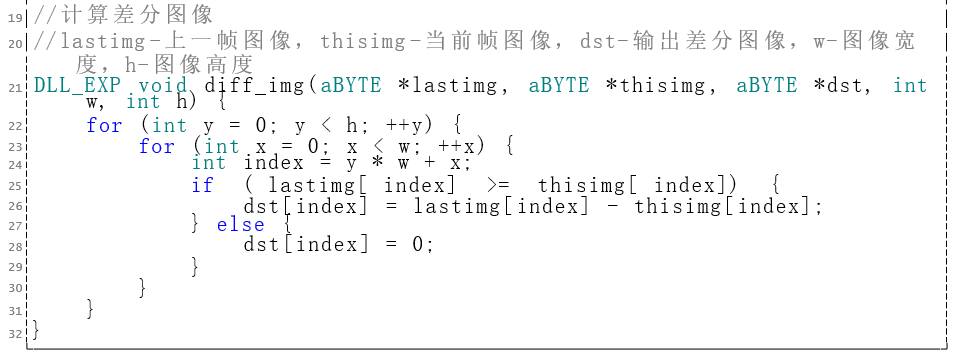 19 //计算差分图像
20 //lastimg-上一帧图像，thisimg-当前帧图像，dst-输出差分图像，w-图像宽
度，h-图像高度
21 DLL_EXP void diff_img(aBYTE *lastimg, aBYTE *thisimg, aBYTE *dst, int
w, int h) {
22 for (int y = 0; y < h; ++y) {
23 for (int x = 0; x < w; ++x) {
24 int index = y * w + x;
25 if ( lastimg[ index] >= thisimg[ index]) {
26 dst[index] = lastimg[index] - thisimg[index];
27 } else {
28 dst[index] = 0;
29 }
30 }
31 }
32 }